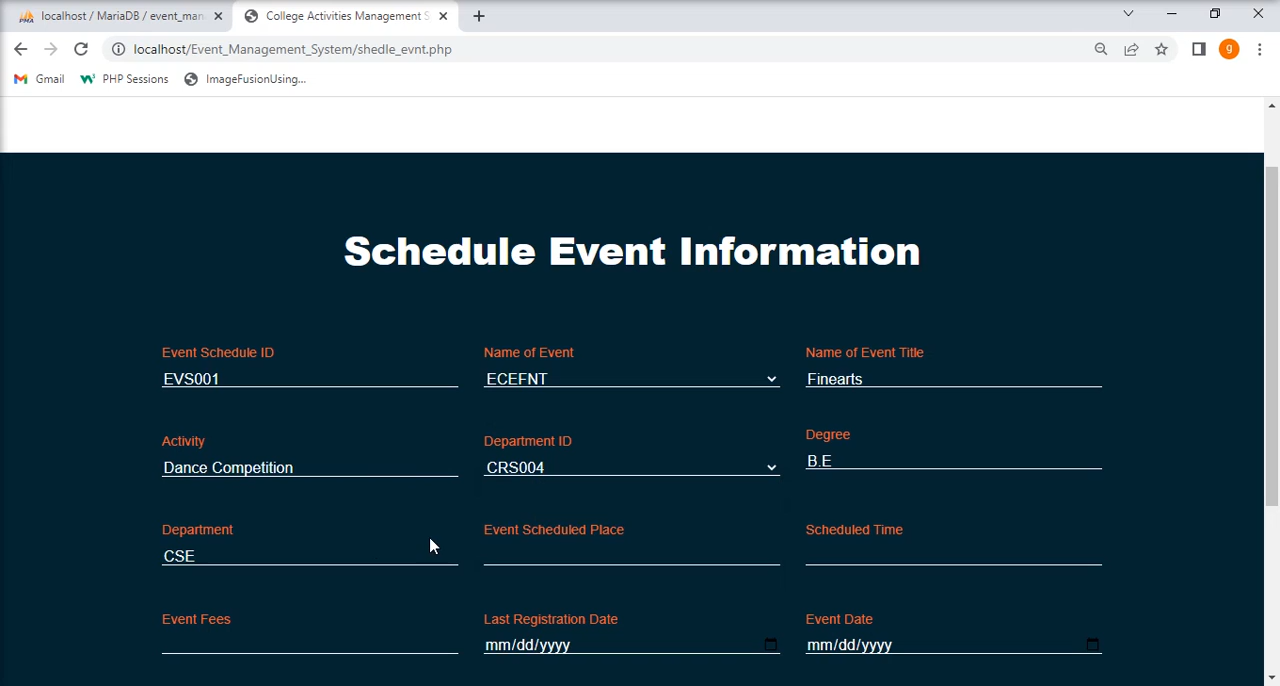 localhost / MariaDB / event_man
College Activities Management S
localhost/Event_Management_System/shedle_evnt.php
g
Gmail
PHP Sessions
ImageFusionUsing...
Schedule Event Information
Event Schedule ID
Name of Event
Name of Event Title
EVS001
ECEFNT
Finearts
Activity
Department ID
Degree
Dance Competition
CRS004
B.E
Department
Event Scheduled Place
Scheduled Time
CSE
Event Fees
Last Registration Date
Event Date
mm/dd/yyyy
mm/dd/yyyy